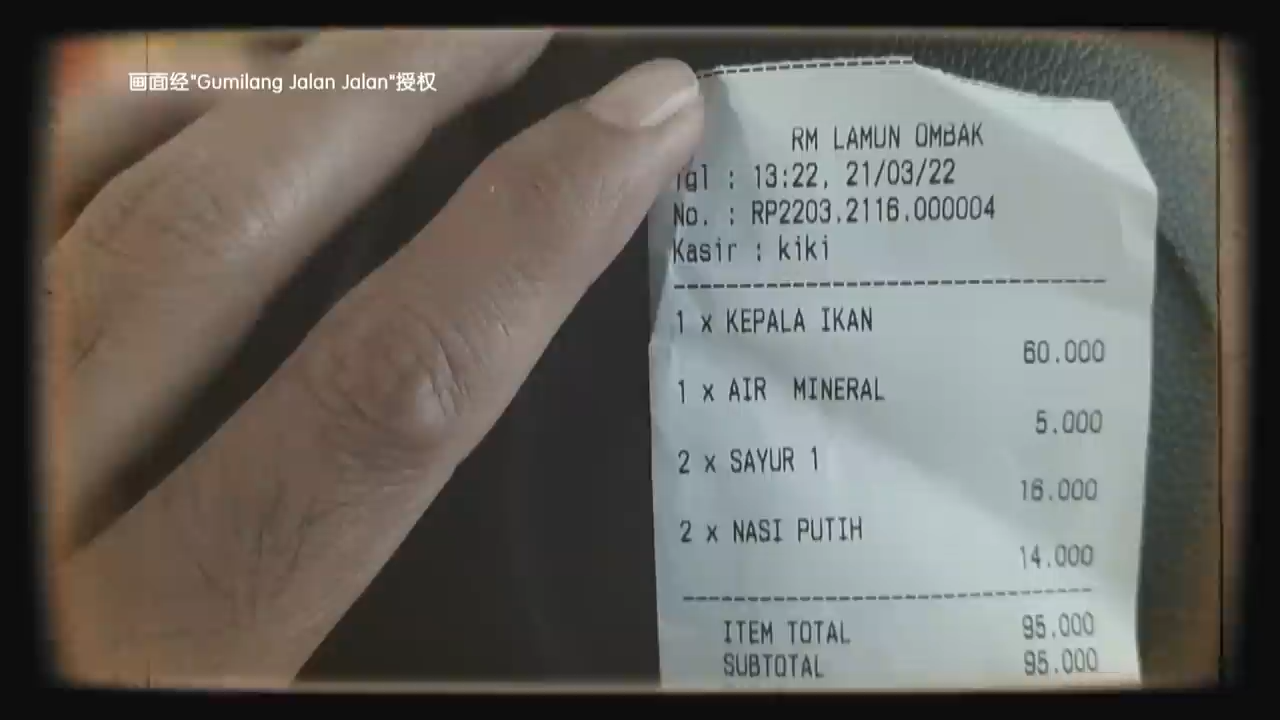 画面经"Gumilang Jalan Jalan"授权
RM LAMUN OMBAK
Tgl : 13:22, 21/03/22
No. : RP2203.2116.000004
Kasir : kiki
1 x KEPALA IKAN
60.000
1 x AIR MINERAL
5.000
2 x SAYUR 1
16.000
2 x NASI PUTIH
14.000
ITEM TOTAL 95.000
SUBTOTAL 95.000